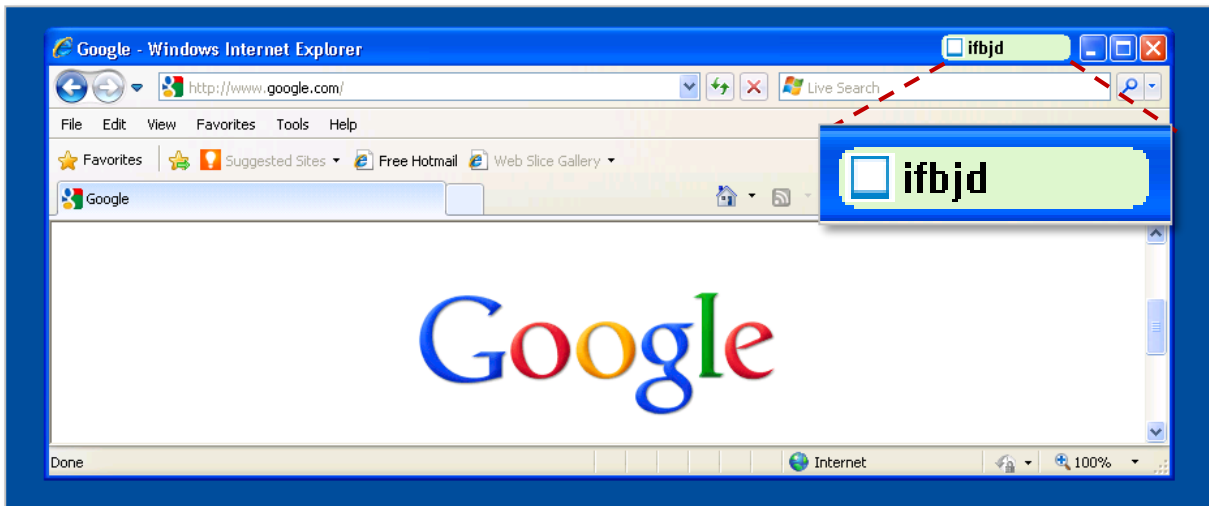 Google - Windows Internet Explorer
ifbjd
http://www.google.com/
Live Search
File Edit View Favorites Tools Help
Favorites Suggested Sites Free Hotmail Web Slice Gallery
ifbjd
Google
Google
Done Internet 100%